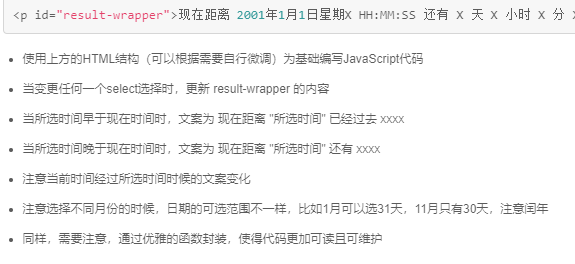 <p id="result-wrapper">现在距离 2001年1月1日星期X HH:MM:SS 还有 X 天 X 小时 X 分 X
使用上方的HTML结构（可以根据需要自行微调）为基础编写JavaScript代码
当变更任何一个select选择时，更新 result-wrapper 的内容
当所选时间早于现在时间时，文案为 现在距离 "所选时间" 已经过去 xxxx
当所选时间晚于现在时间时，文案为 现在距离 "所选时间" 还有 xxxx
注意当前时间经过所选时间时候的文案变化
注意选择不同月份的时候，日期的可选范围不一样，比如1月可以选31天，11月只有30天，注意闰年
同样，需要注意，通过优雅的函数封装，使得代码更加可读且可维护